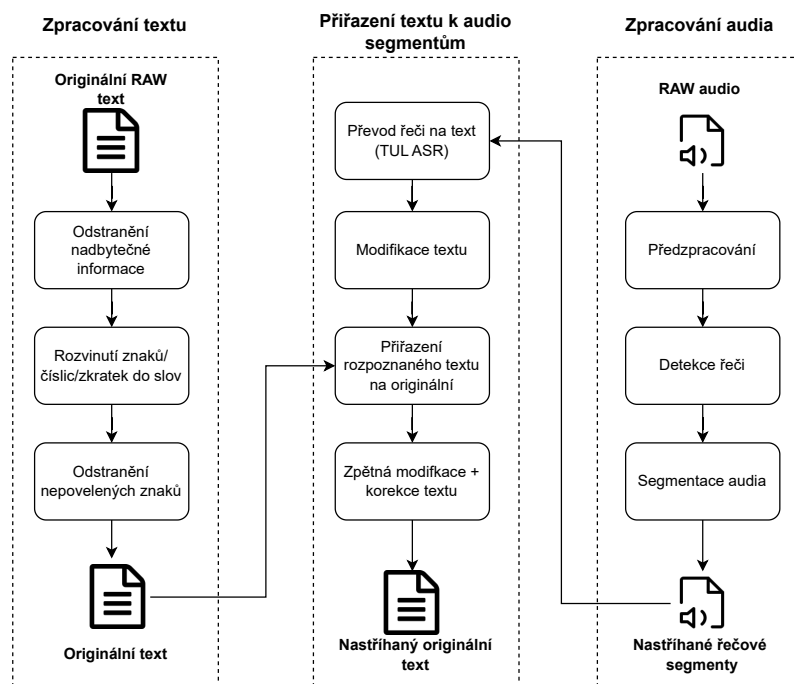 Zpracování textu
Originální RAW
text
Odstranění
nadbytečné
informace
Rozvinutí znaků/
číslic/zkratek do slov
Odstranění
nepovelených znaků
Originální text
Přiřazení textu k audio
segmentům
Převod řeči na text
(TUL ASR)
Modifikace textu
Přiřazení
rozpoznaného textu
na originální
Zpětná modifkace +
korekce textu
Nastříhaný originální
text
Zpracování audia
RAW audio
Předzpracování
Detekce řeči
Segmentace audia
Nastříhané řečové
segmenty